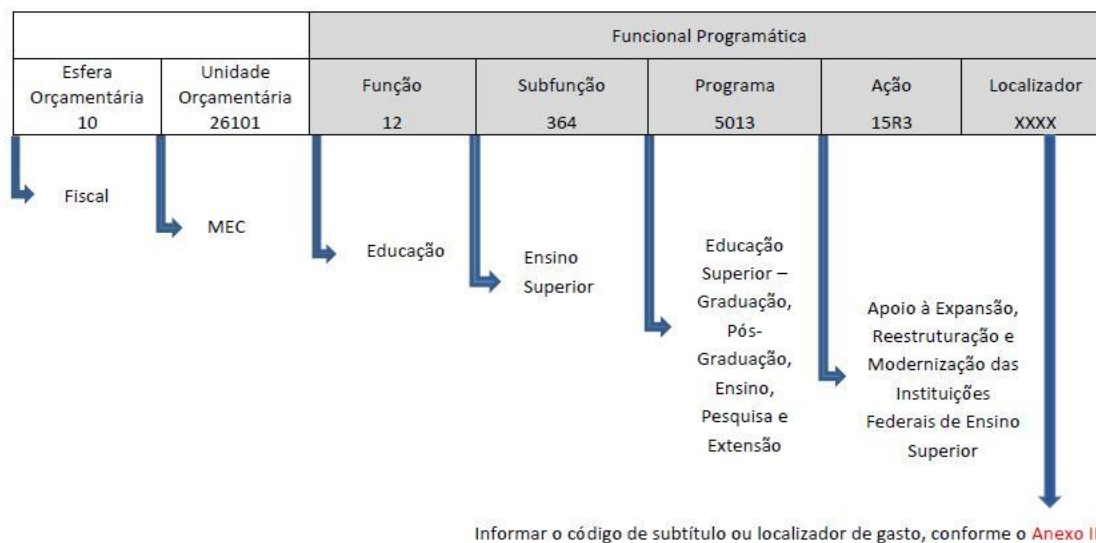 Funcional Programática
Esfera
Orçamentária
10
Unidade
Orçamentária
26101
Função
12
Subfunção
364
Programa
5013
Ação
15R3
Localizador
XXXX
Fiscal
MEC
Educação
Ensino
Superior
Educação
Superior –
Graduação,
Pós-
Graduação,
Ensino,
Pesquisa e
Extensão
Apoio à Expansão,
Reestruturação e
Modernização das
Instituições
Federais de Ensino
Superior
Informar o código de subtítulo ou localizador de gasto, conforme o Anexo II